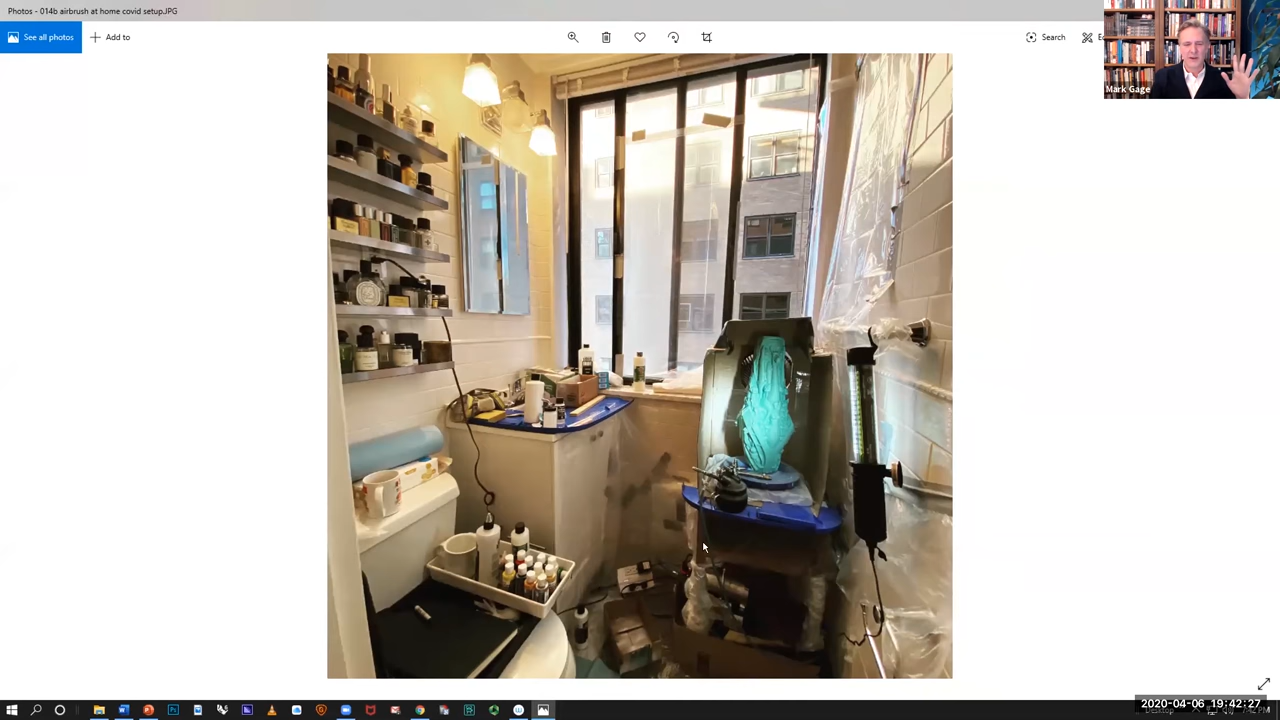 Photos - 014b airbrush at home covid setup.JPG
See all photos
Add to
Search
Mark Gage
2020-04-06 19:42:27